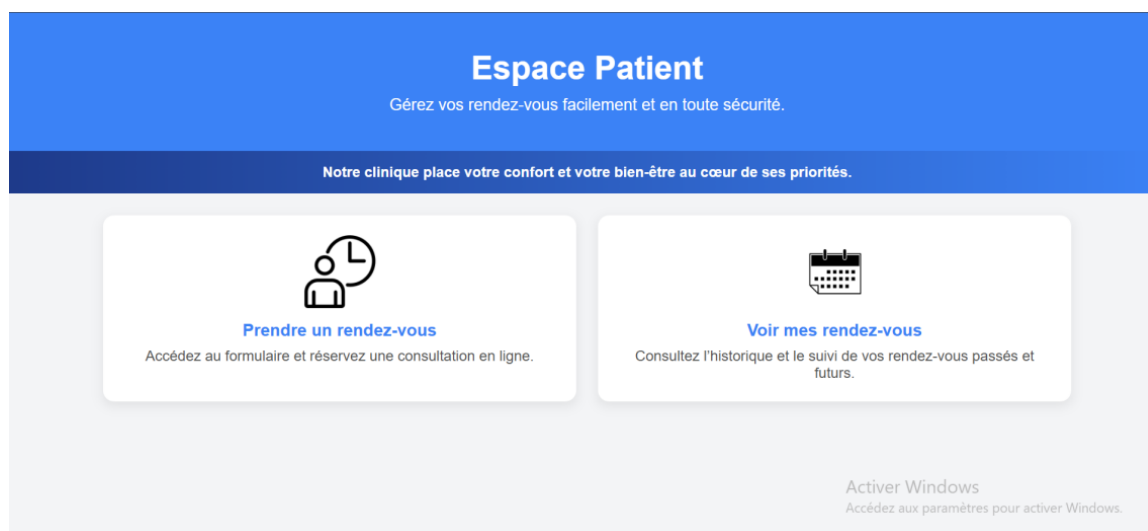 Espace Patient
Gérez vos rendez-vous facilement et en toute sécurité.
Notre clinique place votre confort et votre bien-être au cœur de ses priorités.
Prendre un rendez-vous
Accédez au formulaire et réservez une consultation en ligne.
Voir mes rendez-vous
Consultez l'historique et le suivi de vos rendez-vous passés et
futurs.
Activer Windows
Accédez aux paramètres pour activer Windows.